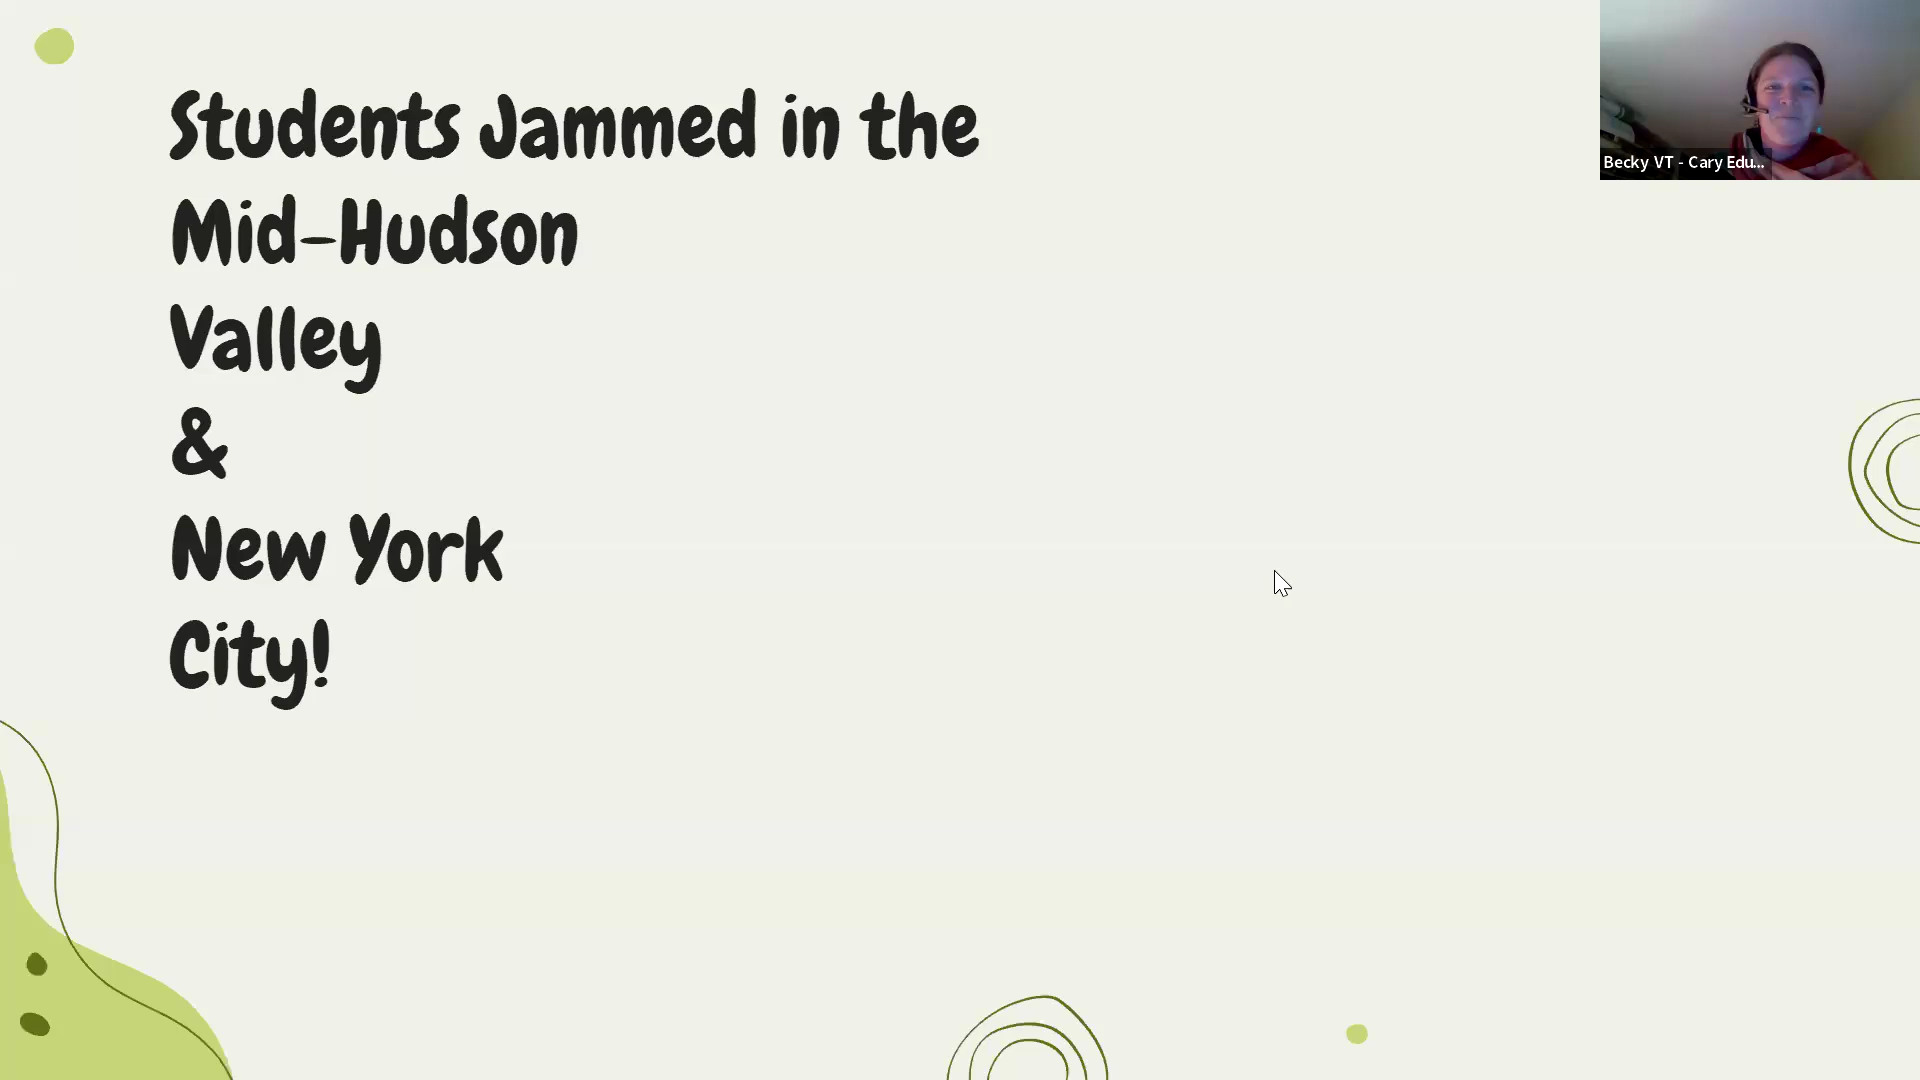 Students Jammed in the
Mid-Hudson
Valley
&
New York
City!
Becky VT - Cary Edu...